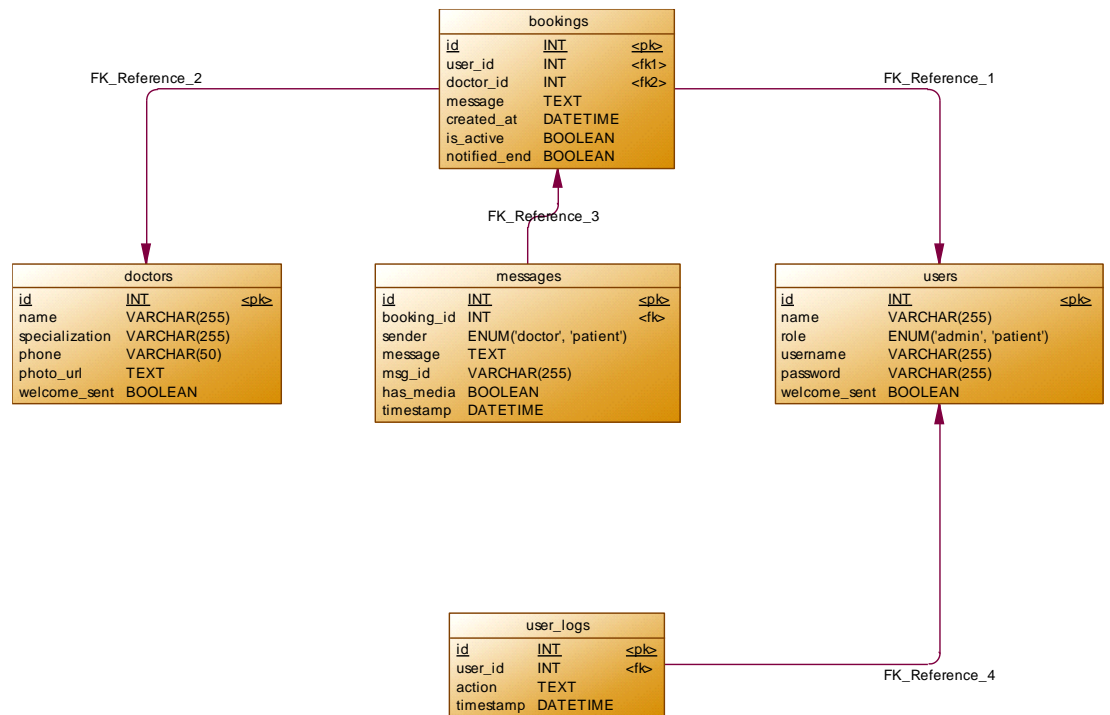 bookings
id INT <pk>
user_id INT <fk1>
doctor_id INT <fk2>
message TEXT
created_at DATETIME
is_active BOOLEAN
notified_end BOOLEAN
FK_Reference_2
FK_Reference_1
FK_Reference_3
doctors
id INT <pk>
name VARCHAR(255)
specialization VARCHAR(255)
phone VARCHAR(50)
photo_url TEXT
welcome_sent BOOLEAN
messages
id INT <pk>
booking_id INT <fk>
sender ENUM('doctor', 'patient')
message TEXT
msg_id VARCHAR(255)
has_media BOOLEAN
timestamp DATETIME
users
id INT <pk>
name VARCHAR(255)
role ENUM('admin', 'patient')
username VARCHAR(255)
password VARCHAR(255)
welcome_sent BOOLEAN
user_logs
id INT <pk>
user_id INT <fk>
action TEXT
timestamp DATETIME
FK_Reference_4